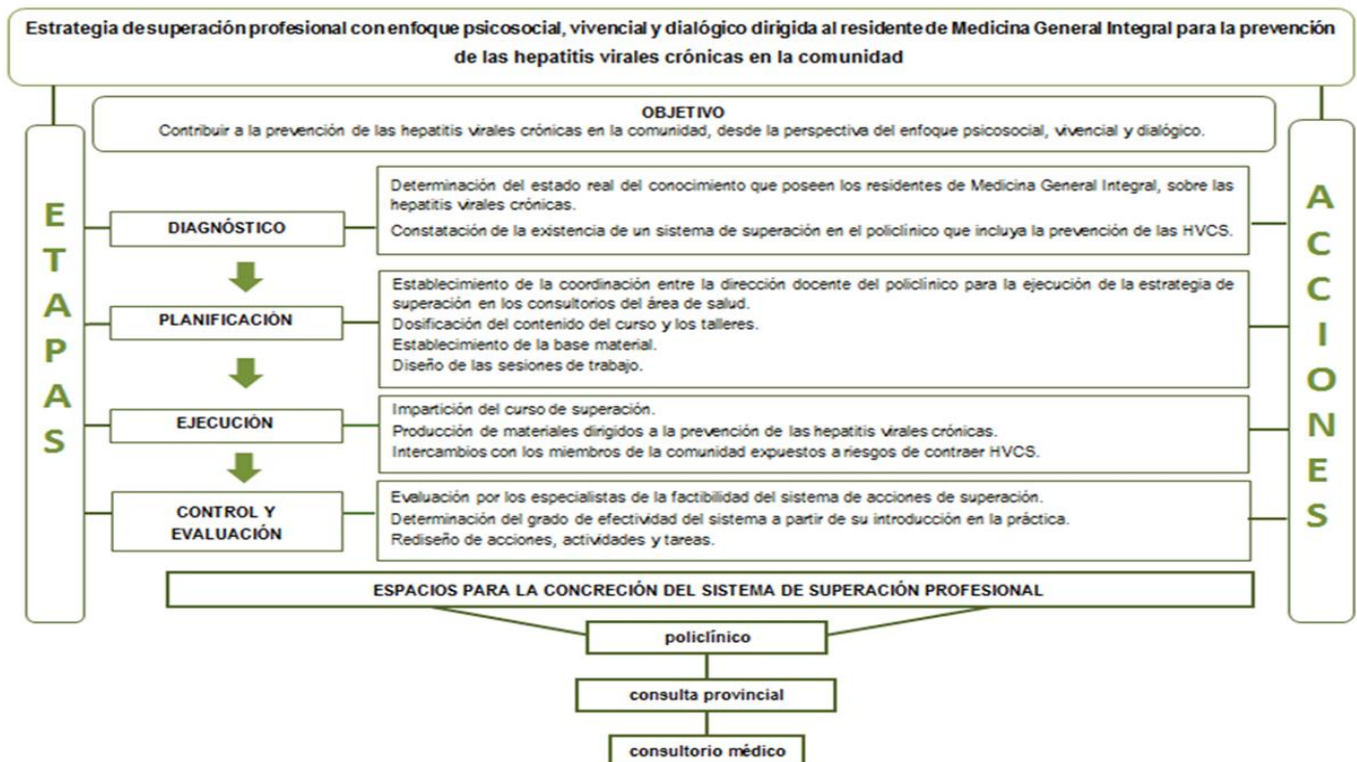 Estrategia de superación profesional con enfoque psicosocial, vivencial y dialógico dirigida al residente de Medicina General Integral para la prevención
de las hepatitis virales crónicas en la comunidad
OBJETIVO
Contribuir a la prevención de las hepatitis virales crónicas en la comunidad, desde la perspectiva del enfoque psicosocial, vivencial y dialógico.
ETAPAS
ACCIONES
DIAGNÓSTICO
Determinación del estado real del conocimiento que poseen los residentes de Medicina General Integral, sobre las
hepatitis virales crónicas.
Constatación de la existencia de un sistema de superación en el policlínico que incluya la prevención de las HVCS.
PLANIFICACIÓN
Establecimiento de la coordinación entre la dirección docente del policlínico para la ejecución de la estrategia de
superación en los consultorios del área de salud.
Dosificación del contenido del curso y los talleres.
Establecimiento de la base material.
Diseño de las sesiones de trabajo.
EJECUCIÓN
Impartición del curso de superación.
Producción de materiales dirigidos a la prevención de las hepatitis virales crónicas.
Intercambios con los miembros de la comunidad expuestos a riesgos de contraer HVCS.
CONTROL Y
EVALUACIÓN
Evaluación por los especialistas de la factibilidad del sistema de acciones de superación.
Determinación del grado de efectividad del sistema a partir de su introducción en la práctica.
Rediseño de acciones, actividades y tareas.
ESPACIOS PARA LA CONCRECIÓN DEL SISTEMA DE SUPERACIÓN PROFESIONAL
policlínico
consulta provincial
consultorio médico